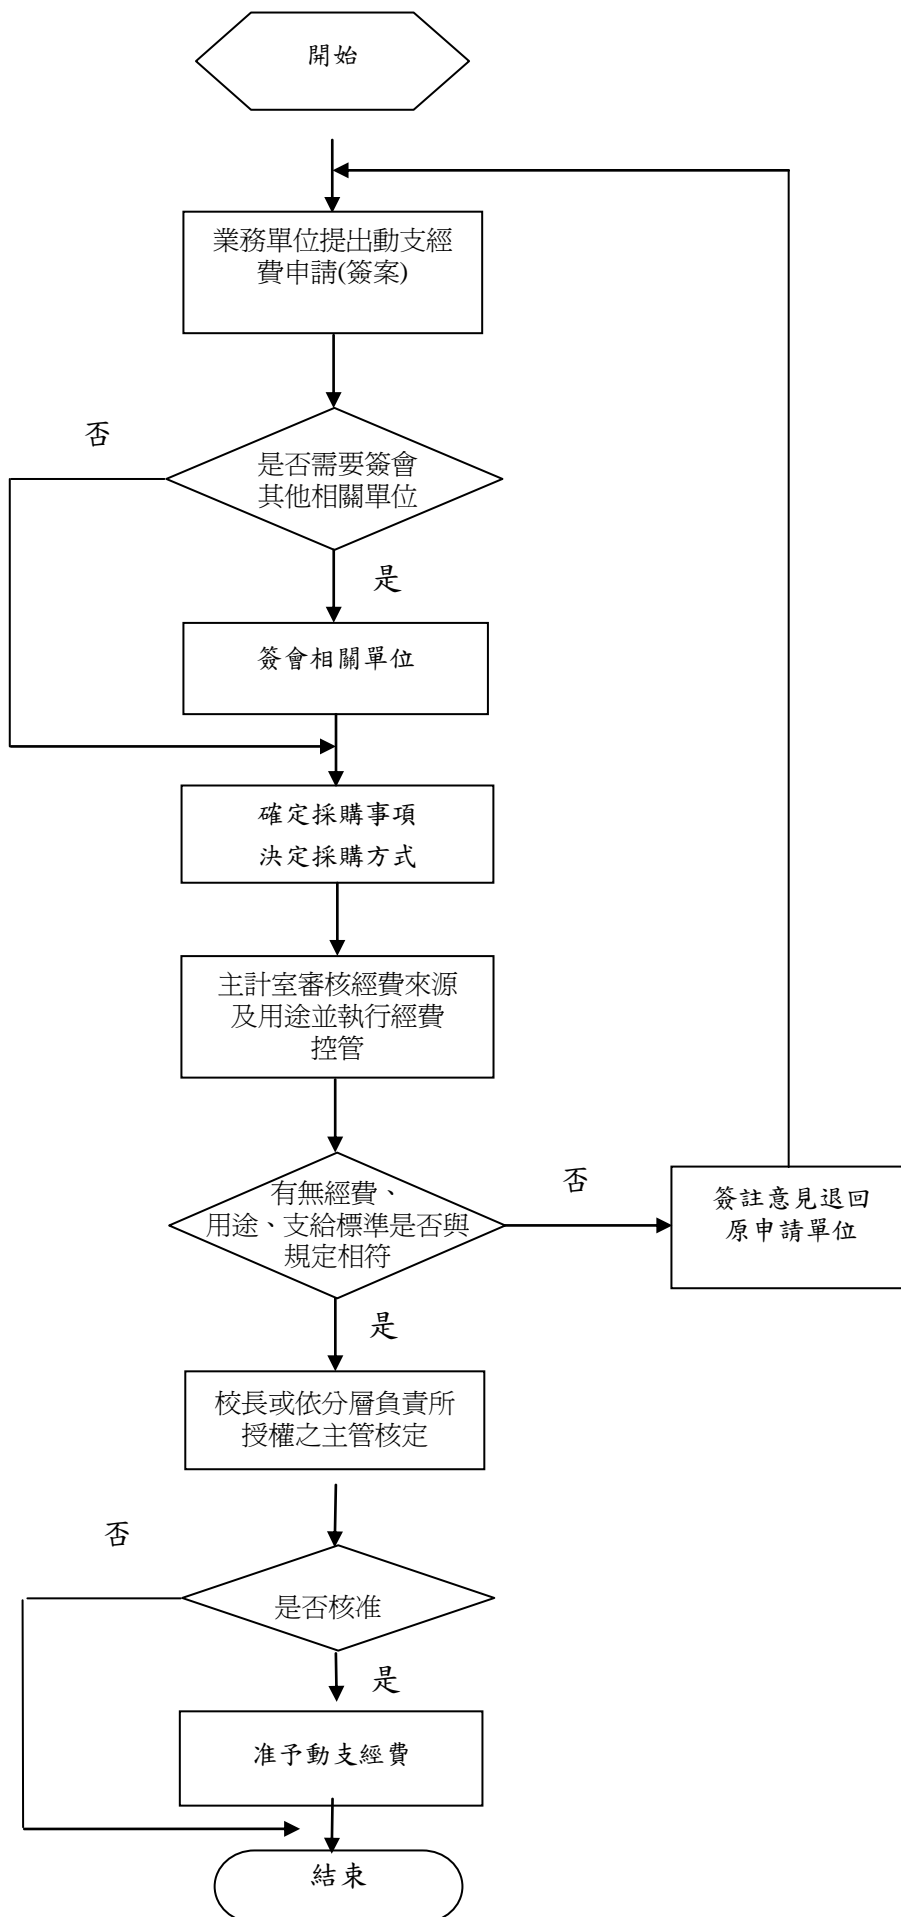 開始
業務單位提出動支經
費申請(簽案)
否
是否需要簽會
其他相關單位
是
簽會相關單位
確定採購事項
決定採購方式
主計室審核經費來源
及用途並執行經費
控管
有無經費、
用途、支給標準是否與
規定相符
否
簽註意見退回
原申請單位
是
校長或依分層負責所
授權之主管核定
否
是否核准
是
准予動支經費
結束